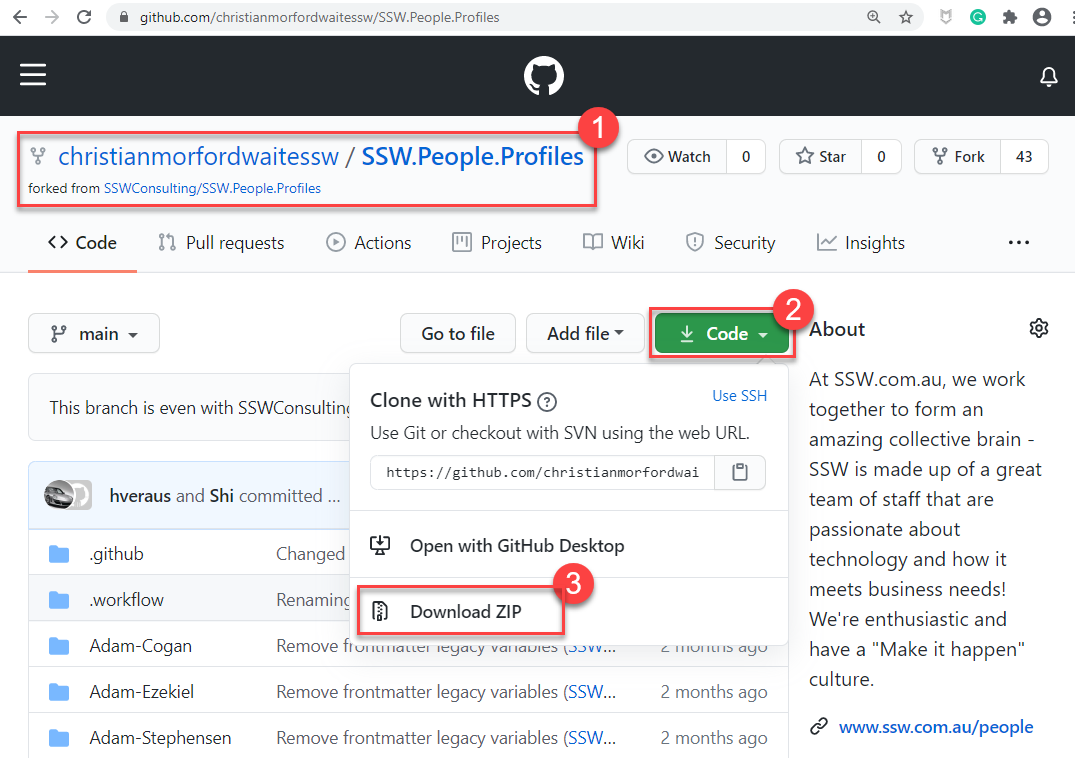 github.com/christianmorfordwaitessw/SSW.People.Profiles
1
christianmorfordwaitessw / SSW.People.Profiles
forked from SSWConsulting/SSW.People.Profiles
Watch 0 Star 0 Fork 43
Code Pull requests Actions Projects Wiki Security Insights ...
2
main Go to file Add file Code
About
This branch is even with SSWConsulting
Clone with HTTPS ? Use SSH
Use Git or checkout with SVN using the web URL.
https://github.com/christianmorfordwai
hveraus and Shi committed ...
Open with GitHub Desktop
3
Download ZIP
.github Changed
.workflow Renaming
Adam-Cogan Remove frontmatter legacy variables (SSW... 2 months ago
Adam-Ezekiel Remove frontmatter legacy variables (SSW... 2 months ago
Adam-Stephensen Remove frontmatter legacy variables (SSW... 2 months ago
At SSW.com.au, we work
together to form an
amazing collective brain -
SSW is made up of a great
team of staff that are
passionate about
technology and how it
meets business needs!
We're enthusiastic and
have a "Make it happen"
culture.
www.ssw.com.au/people